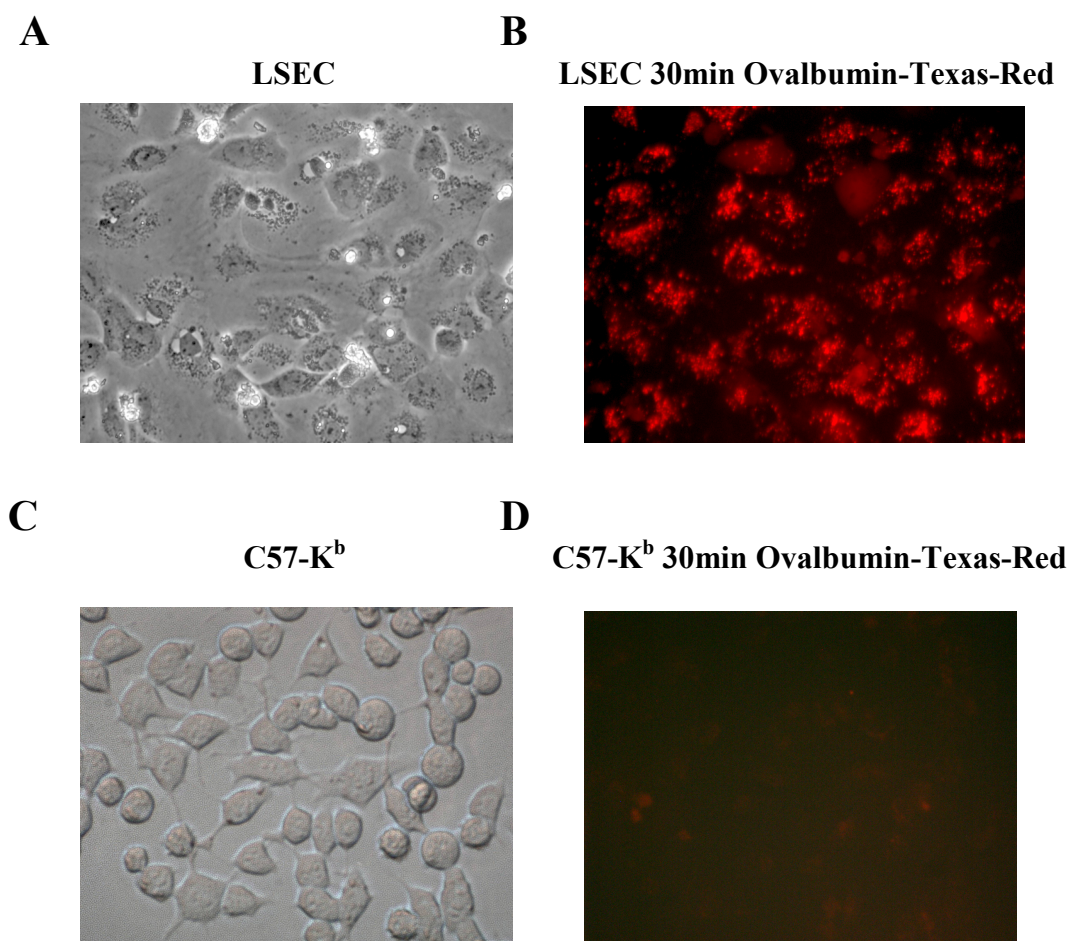 A
B
LSEC
LSEC 30min Ovalbumin-Texas-Red
C
D
C57-Kᵇ
C57-Kᵇ 30min Ovalbumin-Texas-Red